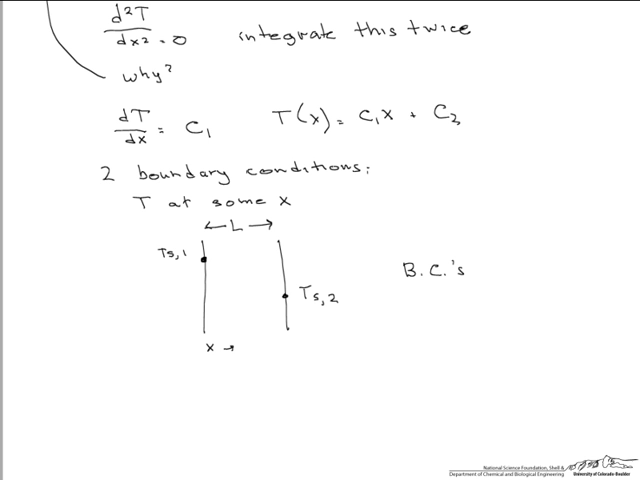 d²T/dx² = 0 integrate this twice
why?
dT/dx = C₁ T(x) = C₁x + C₂
2 boundary conditions:
T at some x
← L →
Ts,1
B.C.'s
Ts,2
x →
National Science Foundation, Shell &
Department of Chemical and Biological Engineering
University of Colorado Boulder